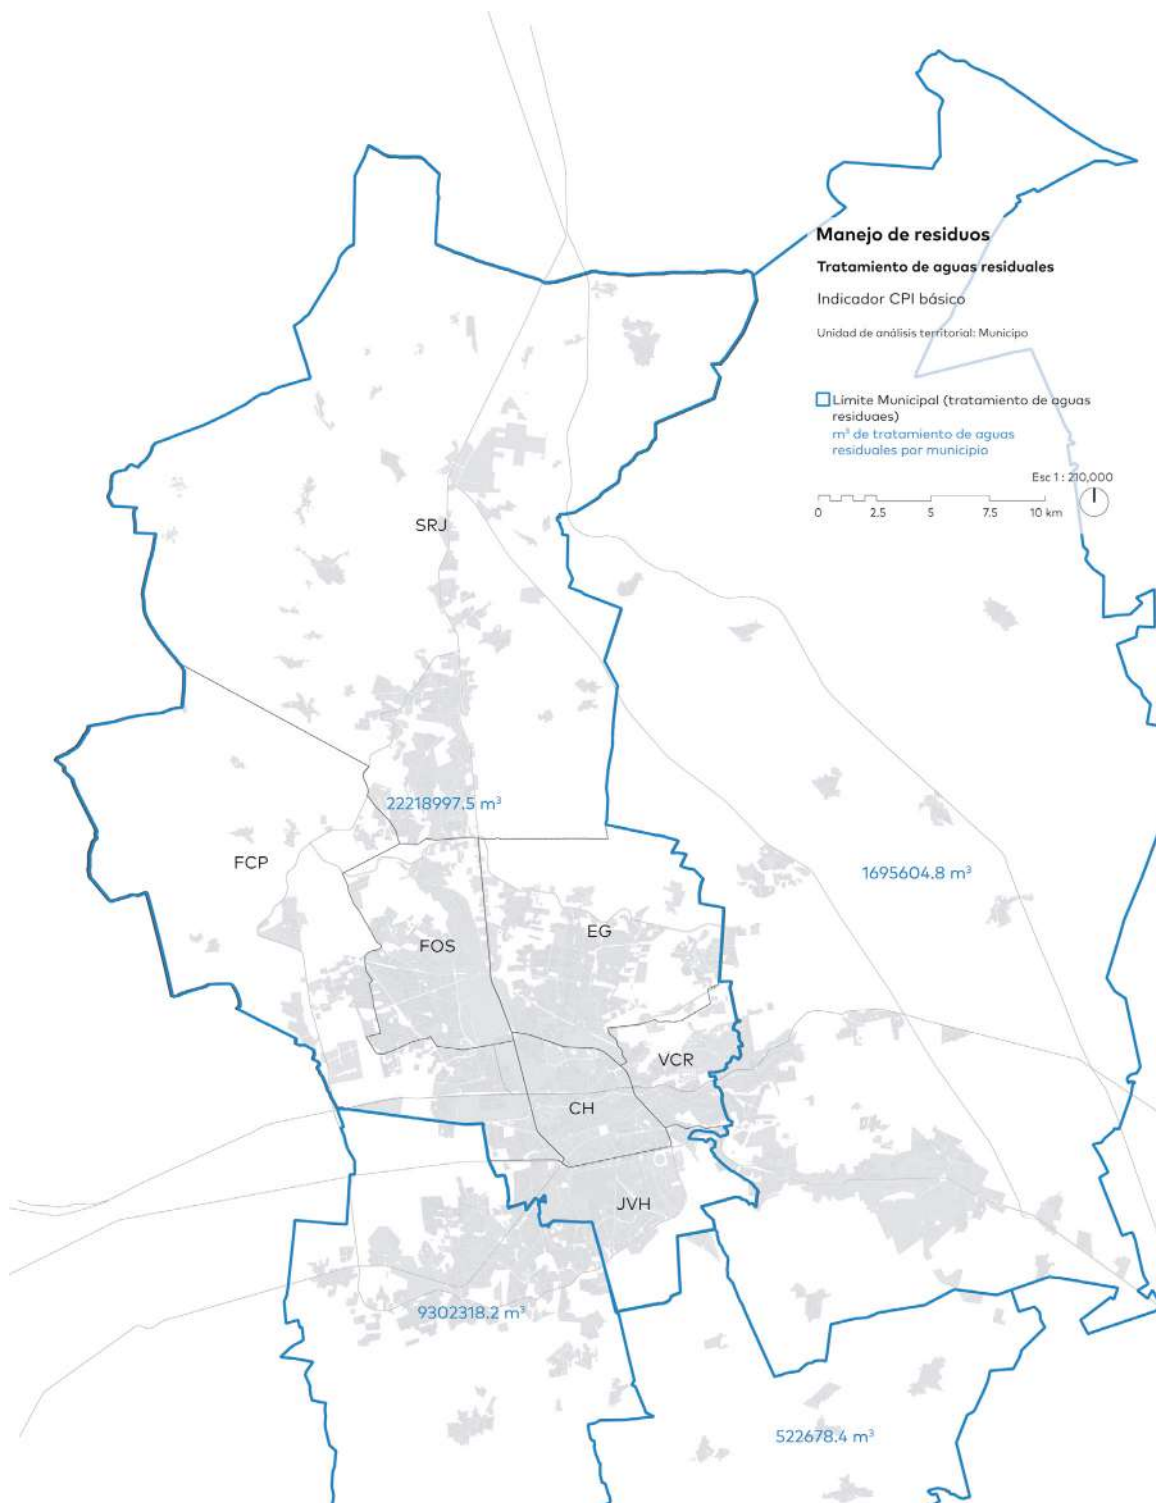 Manejo de residuos
Tratamiento de aguas residuales
Indicador CPI básico
Unidad de análisis territorial: Municipo
Límite Municipal (tratamiento de aguas
residuaes)
m³ de tratamiento de aguas
residuales por municipio
Esc 1 : 210,000
0 2.5 5 7.5 10 km
SRJ
22218997.5 m³
FCP
1695604.8 m³
EG
FOS
VCR
CH
JVH
9302318.2 m³
522678.4 m³